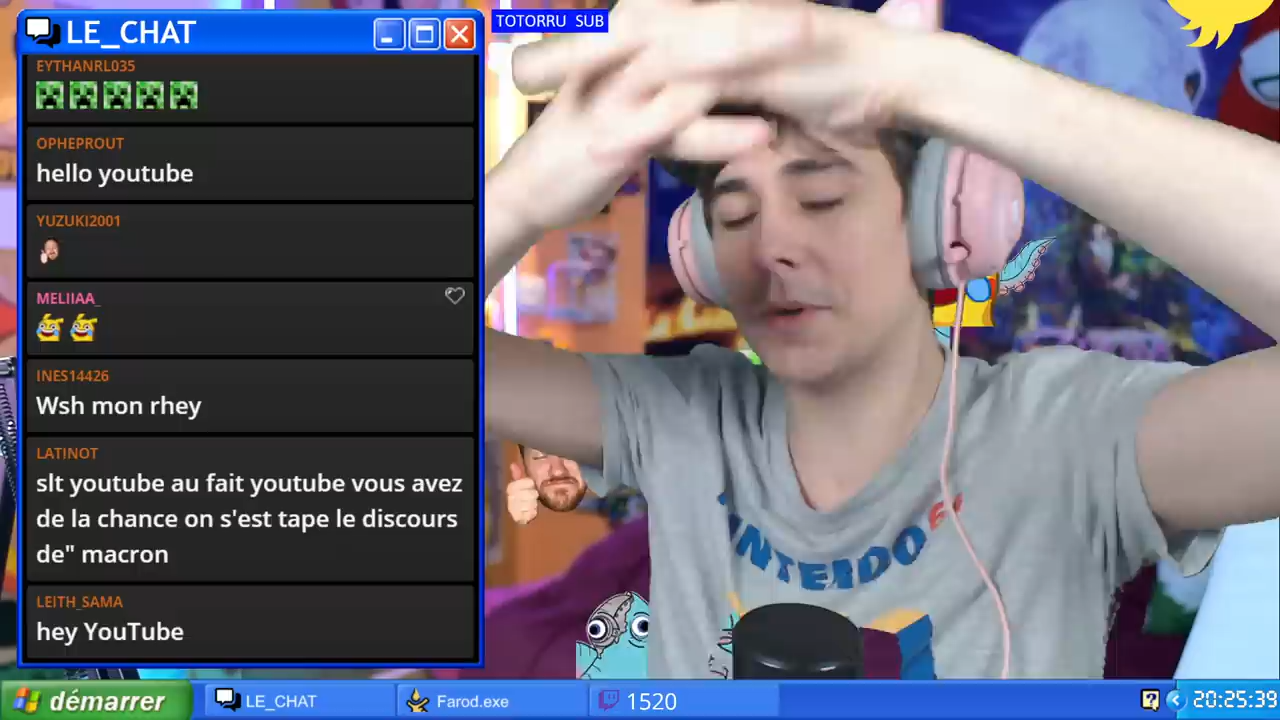 LE_CHAT
TOTORRU SUB
EYTHANRL035
OPHEPROUT
hello youtube
YUZUKI2001
MELIIAA_
INES14426
Wsh mon rhey
LATINOT
slt youtube au fait youtube vous avez
de la chance on s'est tape le discours
de" macron
LEITH_SAMA
hey YouTube
NINTENDO64
démarrer
LE_CHAT
Farod.exe
1520
20:25:39